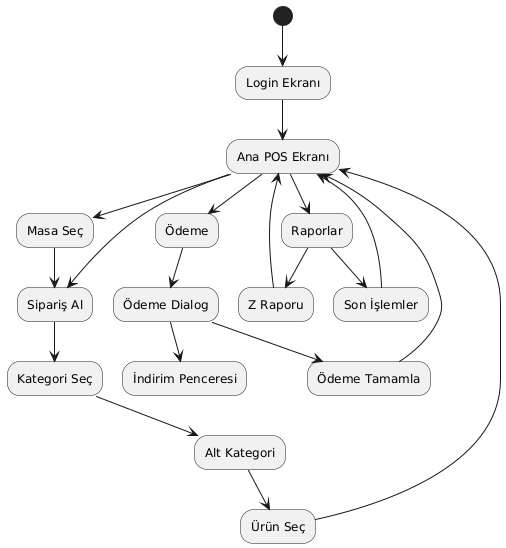 Login Ekranı
Ana POS Ekranı
Masa Seç
Ödeme
Raporlar
Sipariş Al
Ödeme Dialog
Z Raporu
Son İşlemler
Kategori Seç
İndirim Penceresi
Ödeme Tamamla
Alt Kategori
Ürün Seç